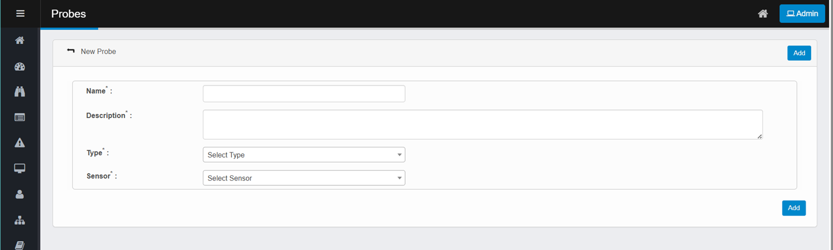 Probes
Admin
New Probe
Add
Name* :
Description* :
Type* :
Select Type
Sensor* :
Select Sensor
Add